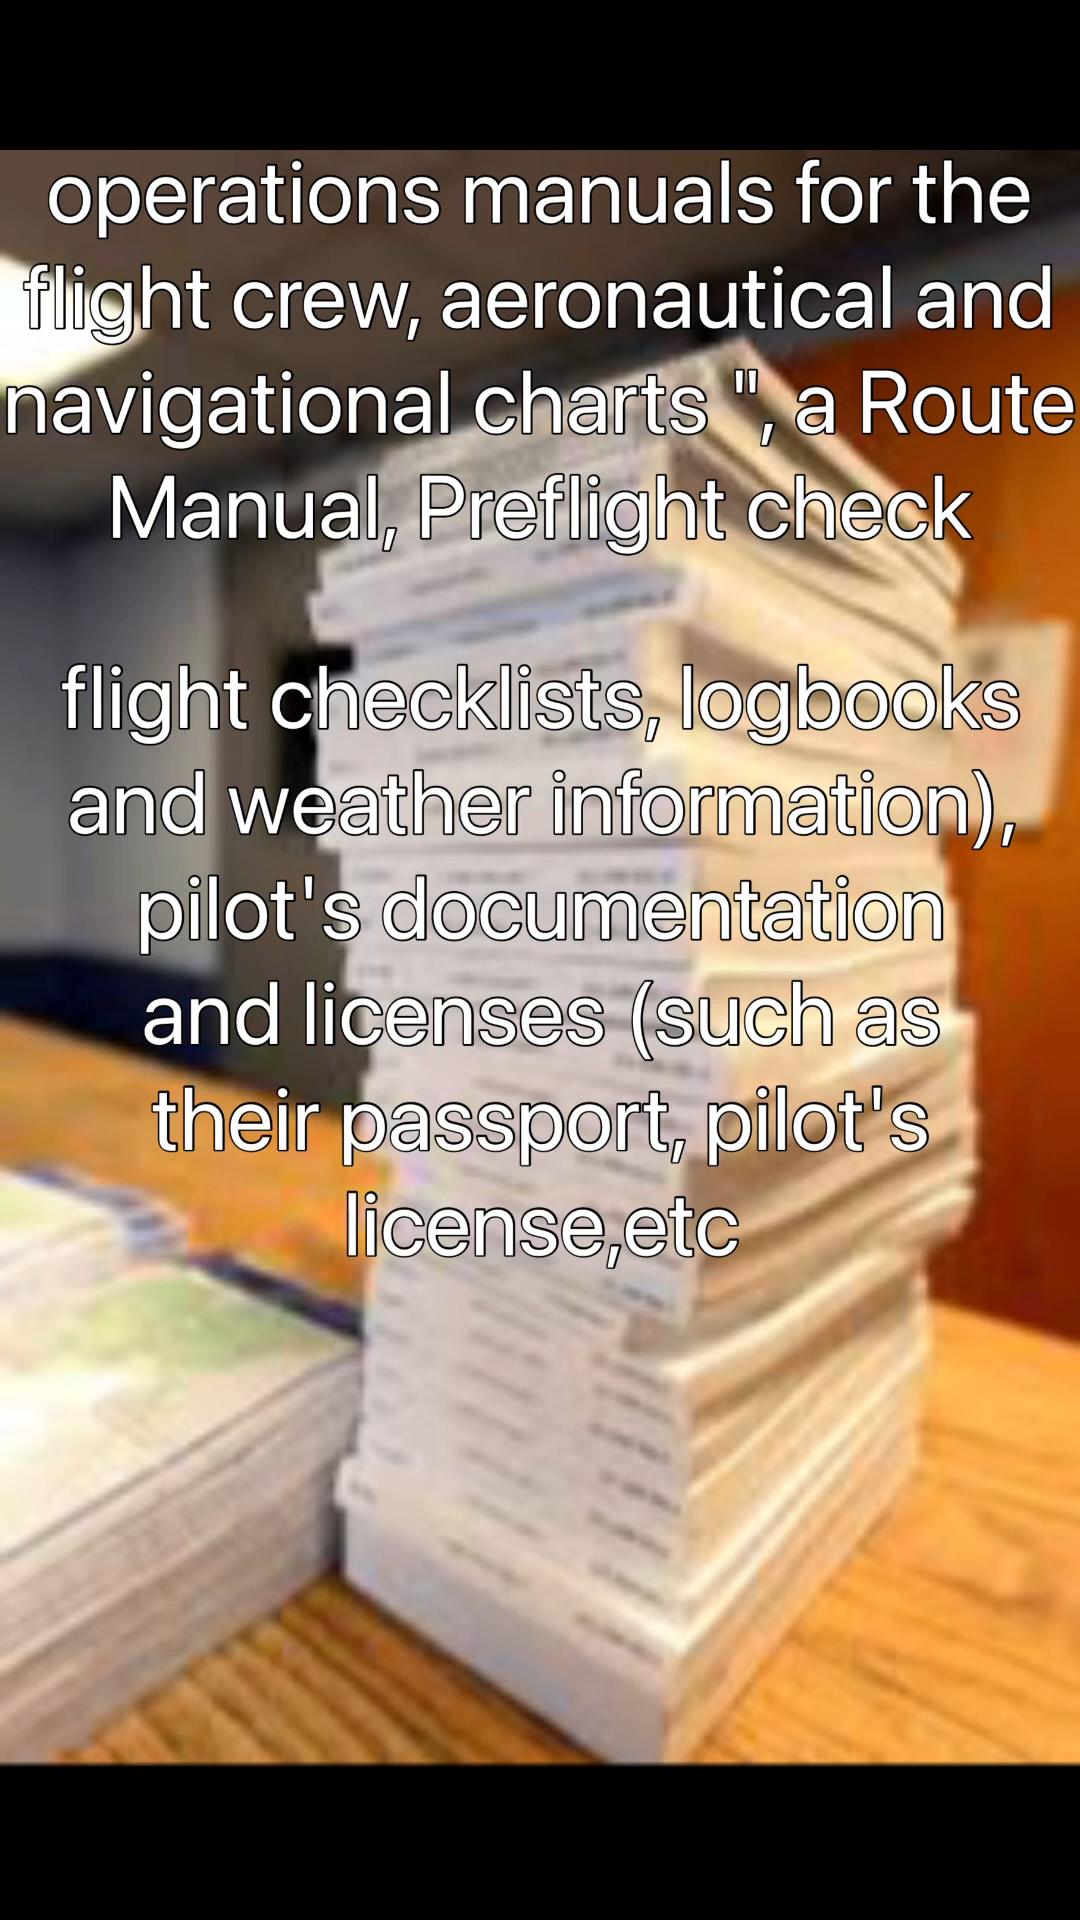 operations manuals for the
flight crew, aeronautical and
navigational charts ", a Route
Manual, Preflight check
flight checklists, logbooks
and weather information),
pilot's documentation
and licenses (such as
their passport, pilot's
license,etc